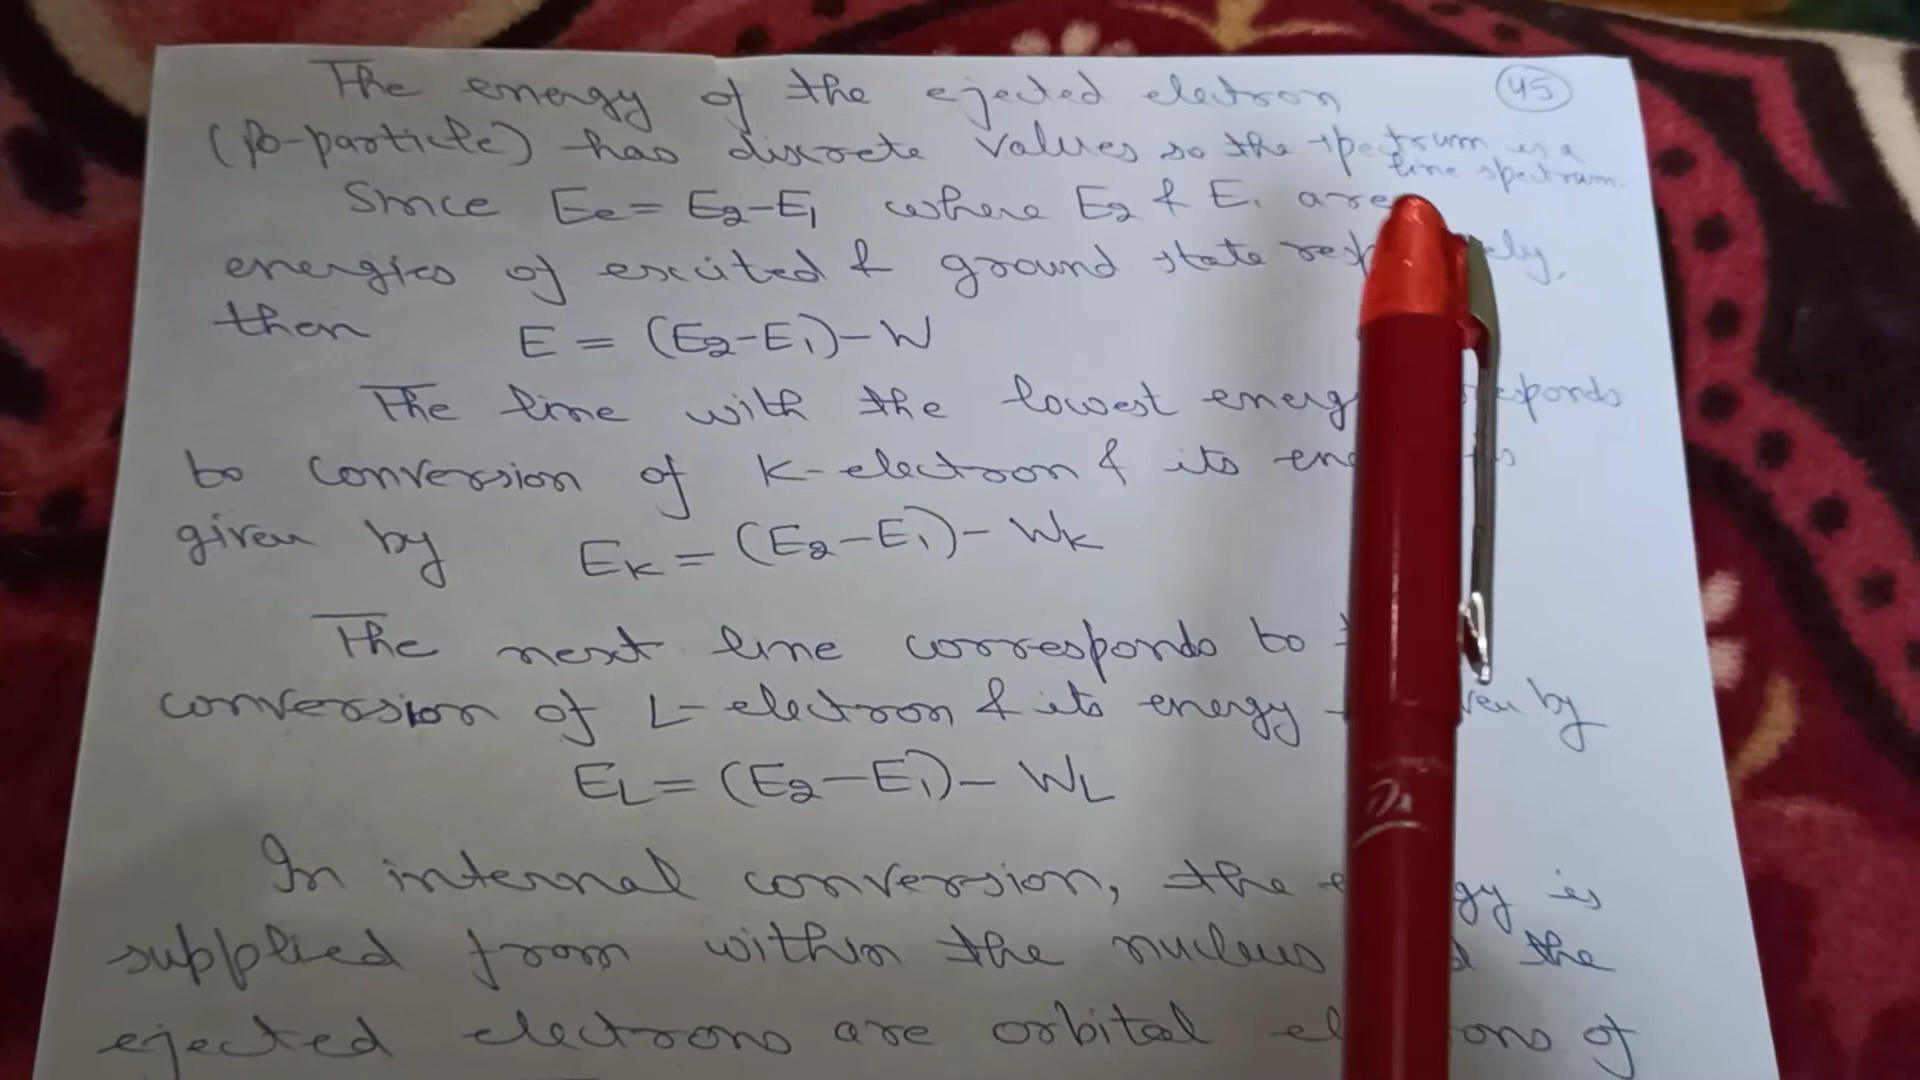 The energy of the ejected electron
45
(β-particle) has discrete values so the spectrum is a
line spectrum.
Since Ee = E2-E1 where E2 & E1 are
energies of excited & ground state
then E = (E2-E1)-W
The line with the lowest
to conversion of K-electron & its
given by EK = (E2-E1)- WK
The next line corresponds to
conversion of L-electron & its energy by
EL = (E2-E1)- WL
In internal conversion, the is
supplied from within the nucleus the
ejected electrons are orbital of